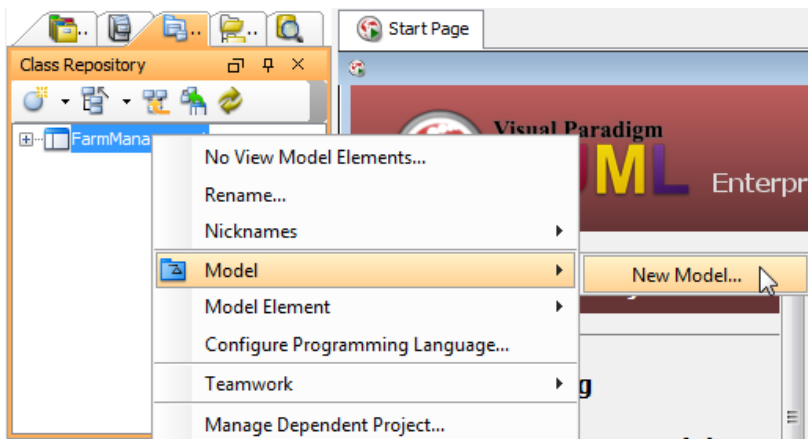 Start Page
Class Repository
FarmMana
Visual Paradigm
UML Enterpr
No View Model Elements...
Rename...
Nicknames
Model
New Model...
Model Element
Configure Programming Language...
Teamwork
Manage Dependent Project...